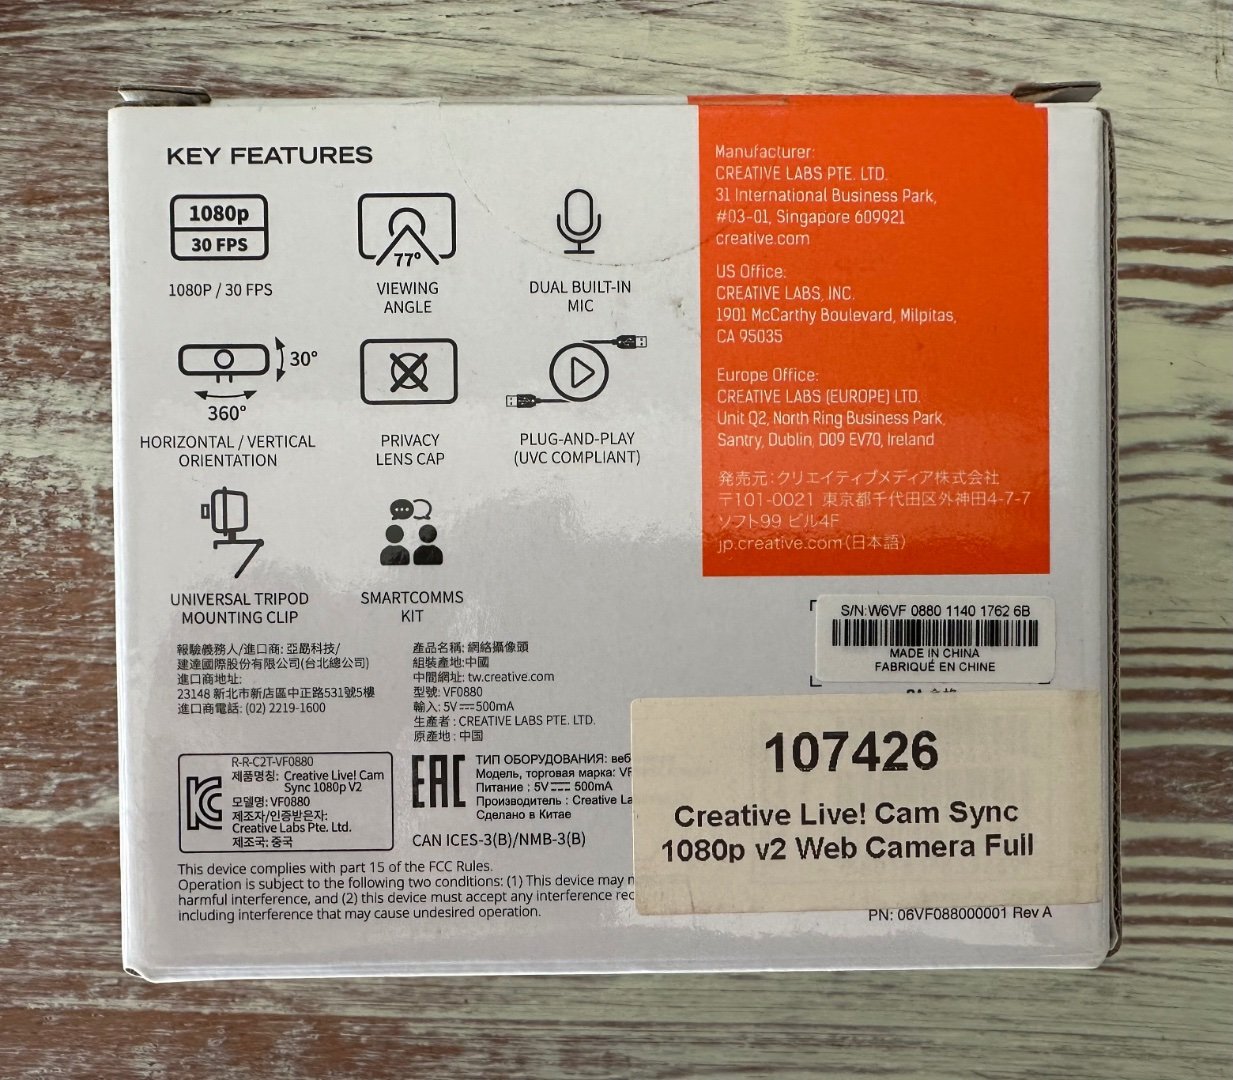 KEY FEATURES
1080p
30 FPS
1080P / 30 FPS
77°
VIEWING
ANGLE
DUAL BUILT-IN
MIC
30°
360°
HORIZONTAL / VERTICAL
ORIENTATION
PRIVACY
LENS CAP
PLUG-AND-PLAY
(UVC COMPLIANT)
UNIVERSAL TRIPOD
MOUNTING CLIP
SMARTCOMMS
KIT
Manufacturer:
CREATIVE LABS PTE. LTD.
31 International Business Park,
#03-01, Singapore 609921
creative.com
US Office:
CREATIVE LABS, INC.
1901 McCarthy Boulevard, Milpitas,
CA 95035
Europe Office:
CREATIVE LABS (EUROPE) LTD.
Unit Q2, North Ring Business Park,
Santry, Dublin, D09 EV70, Ireland
発売元：クリエイティブメディア株式会社
〒101-0021 東京都千代田区外神田4-7-7
ソフト99 ビル4F
jp.creative.com（日本語）
S/N:W6VF 0880 1140 1762 6B
MADE IN CHINA
FABRIQUÉ EN CHINE
報驗義務人/進口商: 亞勗科技/
建達國際股份有限公司(台北總公司)
進口商地址:
23148 新北市新店區中正路531號5樓
進口商電話: (02) 2219-1600
產品名稱: 網絡攝像頭
組裝產地:中國
中間網址: tw.creative.com
型號: VF0880
輸入: 5V⎓500mA
生產者 : CREATIVE LABS PTE. LTD.
原產地 : 中国
R-R-C2T-VF0880
제품명칭: Creative Live! Cam
Sync 1080p V2
모델명: VF0880
제조자/인증받은자:
Creative Labs Pte. Ltd.
제조국: 중국
EAC
ТИП ОБОРУДОВАНИЯ: веб
Модель, торговая марка: VF
Питание : 5V⎓ 500mA
Производитель : Creative La
Сделано в Китае
CAN ICES-3(B)/NMB-3(B)
This device complies with part 15 of the FCC Rules.
Operation is subject to the following two conditions: (1) This device may n
harmful interference, and (2) this device must accept any interference rec
including interference that may cause undesired operation.
107426
Creative Live! Cam Sync
1080p v2 Web Camera Full
PN: 06VF088000001 Rev A